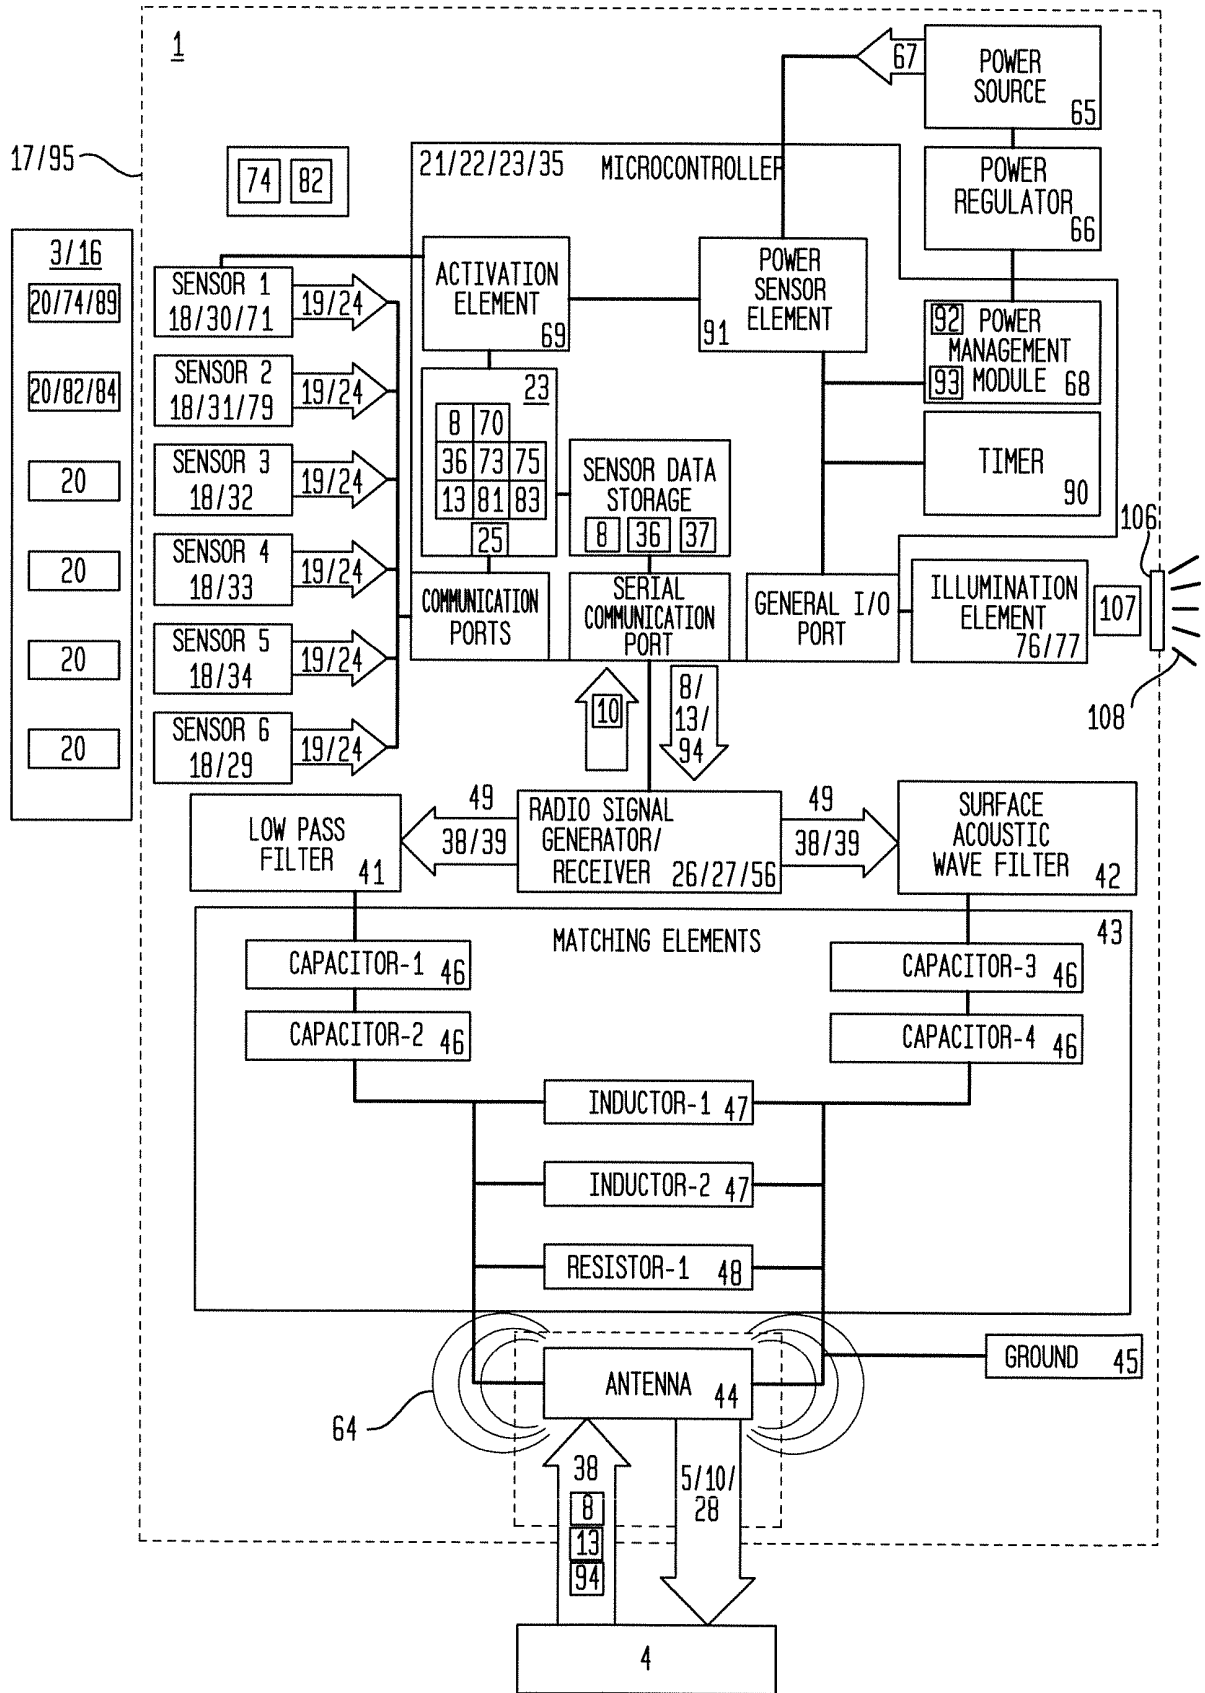 1
17/95
67
POWER
SOURCE
65
74
82
21/22/23/35
MICROCONTROLLER
POWER
REGULATOR
66
3/16
20/74/89
20/82/84
20
20
20
20
SENSOR 1
18/30/71
19/24
SENSOR 2
18/31/79
19/24
SENSOR 3
18/32
19/24
SENSOR 4
18/33
19/24
SENSOR 5
18/34
19/24
SENSOR 6
18/29
19/24
ACTIVATION
ELEMENT
69
POWER
SENSOR
ELEMENT
91
92
POWER
MANAGEMENT
93
MODULE
68
23
8 70
36 73 75
13 81 83
25
SENSOR DATA
STORAGE
8 36 37
TIMER
90
COMMUNICATION
PORTS
SERIAL
COMMUNICATION
PORT
GENERAL I/O
PORT
ILLUMINATION
ELEMENT
76/77
107
106
108
10
8/
13/
94
LOW PASS
FILTER
41
49
38/39
RADIO SIGNAL
GENERATOR/
RECEIVER
26/27/56
49
38/39
SURFACE
ACOUSTIC
WAVE FILTER
42
MATCHING ELEMENTS
43
CAPACITOR-1
46
CAPACITOR-3
46
CAPACITOR-2
46
CAPACITOR-4
46
INDUCTOR-1
47
INDUCTOR-2
47
RESISTOR-1
48
ANTENNA
44
GROUND
45
64
38
8
13
94
5/10/
28
4